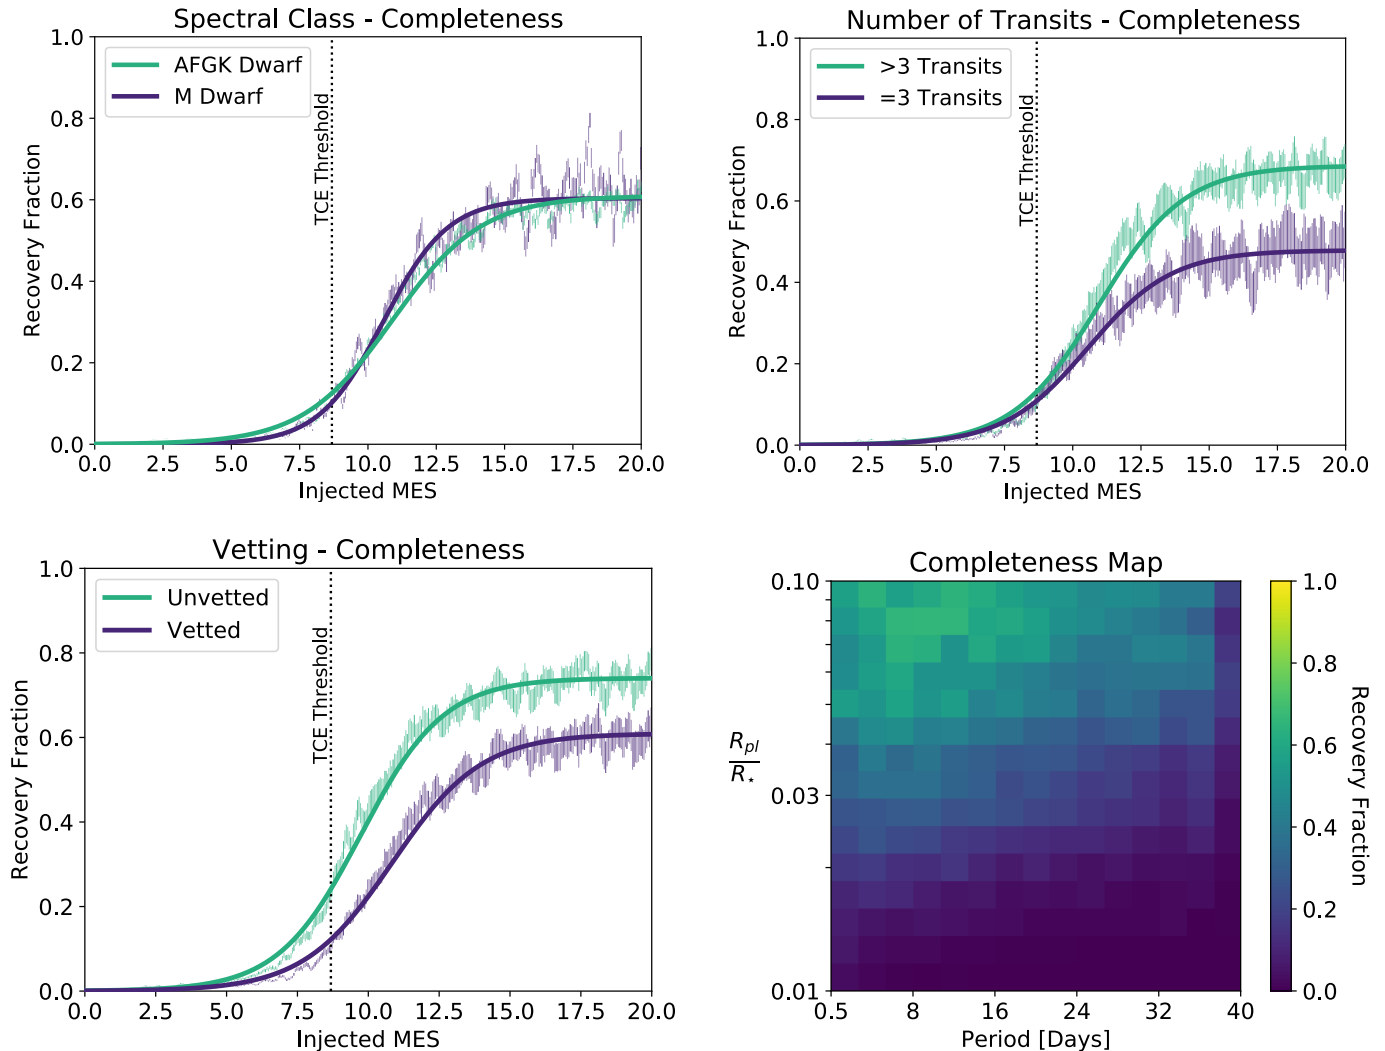 Spectral Class - Completeness
1.0
0.8
0.6
0.4
0.2
0.0
Recovery Fraction
AFGK Dwarf
M Dwarf
TCE Threshold
0.0 2.5 5.0 7.5 10.0 12.5 15.0 17.5 20.0
Injected MES
Number of Transits - Completeness
1.0
0.8
0.6
0.4
0.2
0.0
Recovery Fraction
>3 Transits
=3 Transits
TCE Threshold
0.0 2.5 5.0 7.5 10.0 12.5 15.0 17.5 20.0
Injected MES
Vetting - Completeness
1.0
0.8
0.6
0.4
0.2
0.0
Recovery Fraction
Unvetted
Vetted
TCE Threshold
0.0 2.5 5.0 7.5 10.0 12.5 15.0 17.5 20.0
Injected MES
Completeness Map
0.10
0.03
0.01
R_{pl}
R_⋆
0.5 8 16 24 32 40
Period [Days]
1.0
0.8
0.6
0.4
0.2
0.0
Recovery Fraction